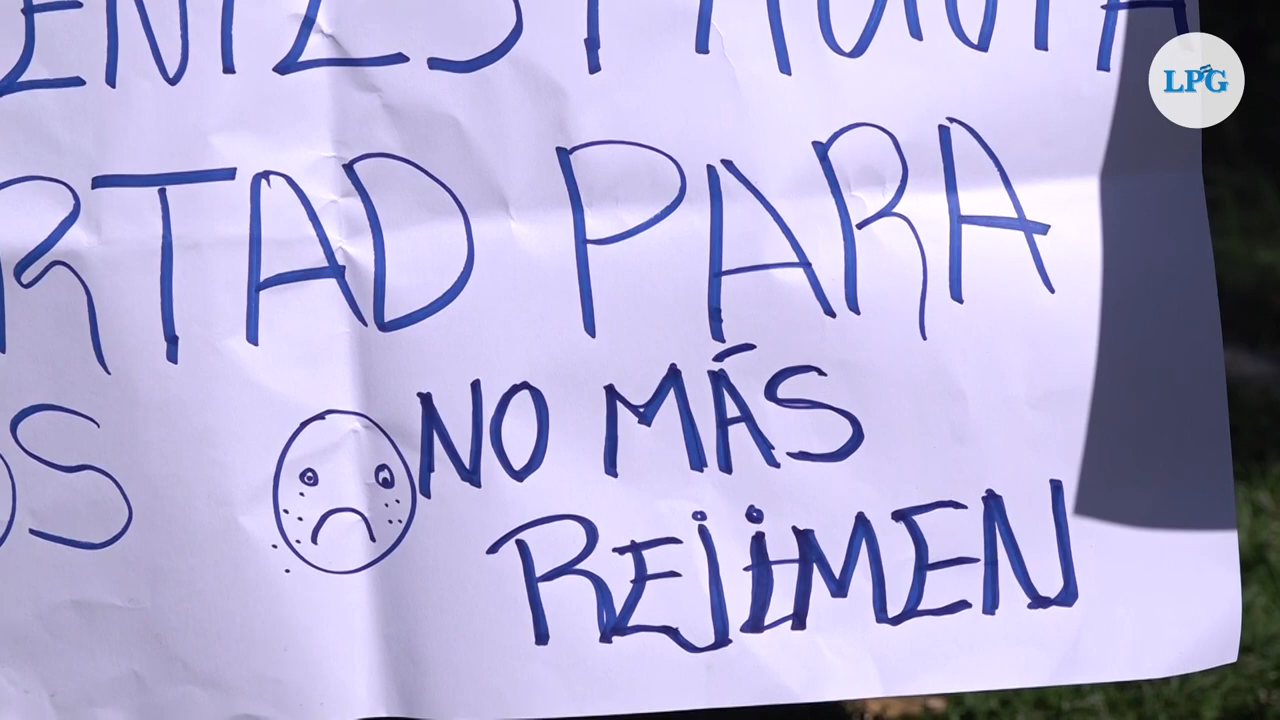 LPG
RTAD PARA
OS
NO MÁS
REJIMEN